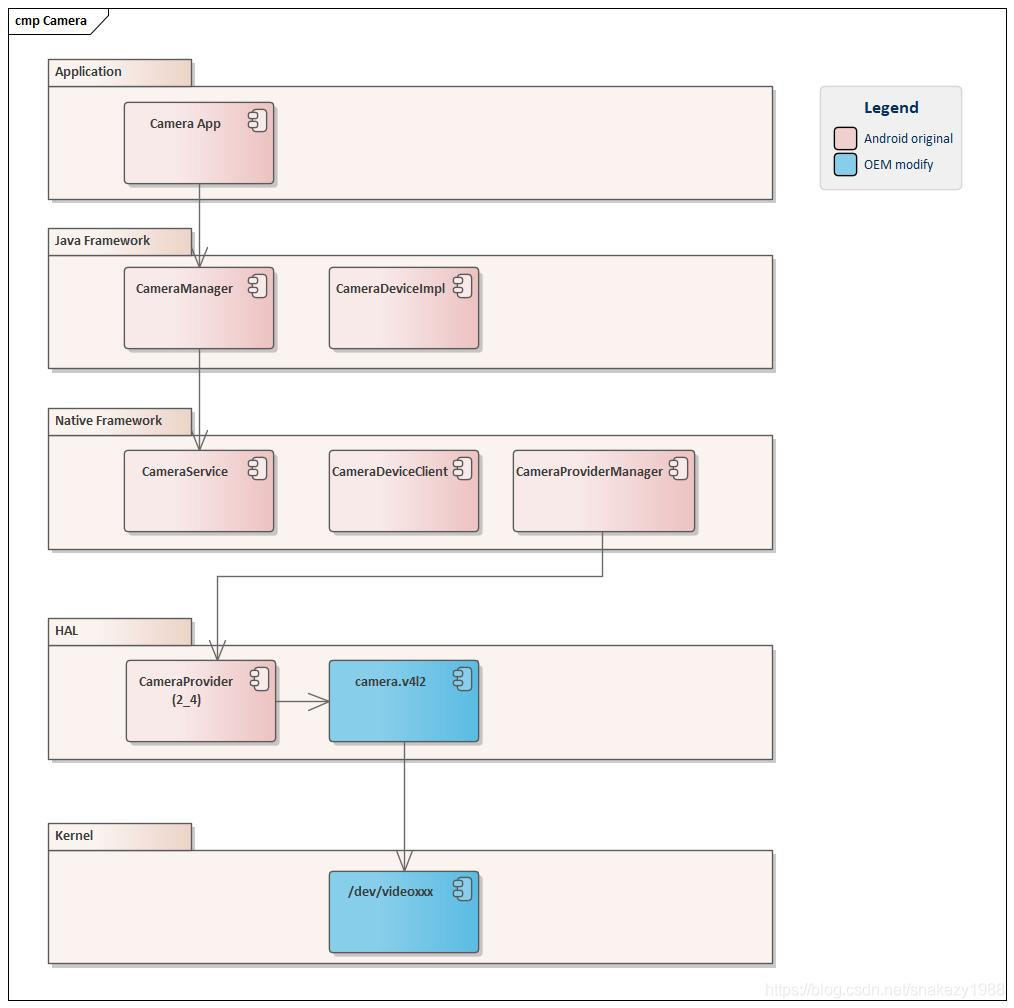 cmp Camera
Application
Camera App
Legend
Android original
OEM modify
Java Framework
CameraManager
CameraDeviceImpl
Native Framework
CameraService
CameraDeviceClient
CameraProviderManager
HAL
CameraProvider
(2_4)
camera.v4l2
Kernel
/dev/videoxxx
https://blog.csdn.net/snakezy1988